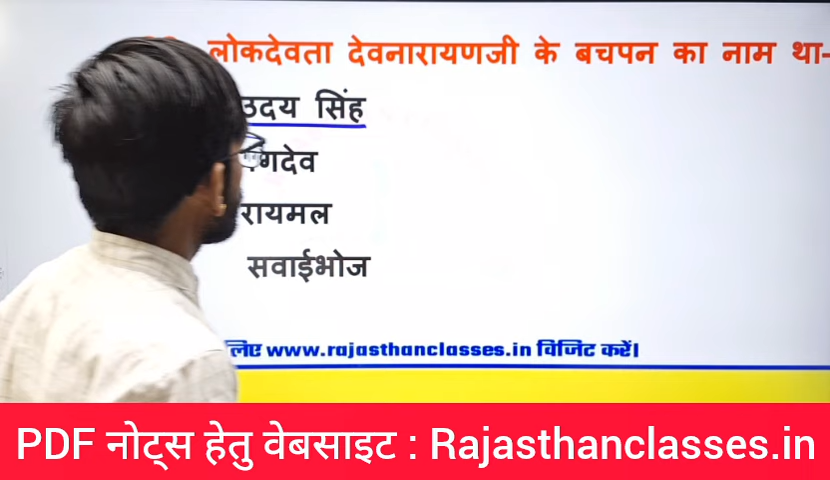 लोकदेवता देवनारायणजी के बचपन का नाम था-
उदय सिंह
रायमल
सवाईभोज
लिए www.rajasthanclasses.in विजिट करें।
PDF नोट्स हेतु वेबसाइट : Rajasthanclasses.in